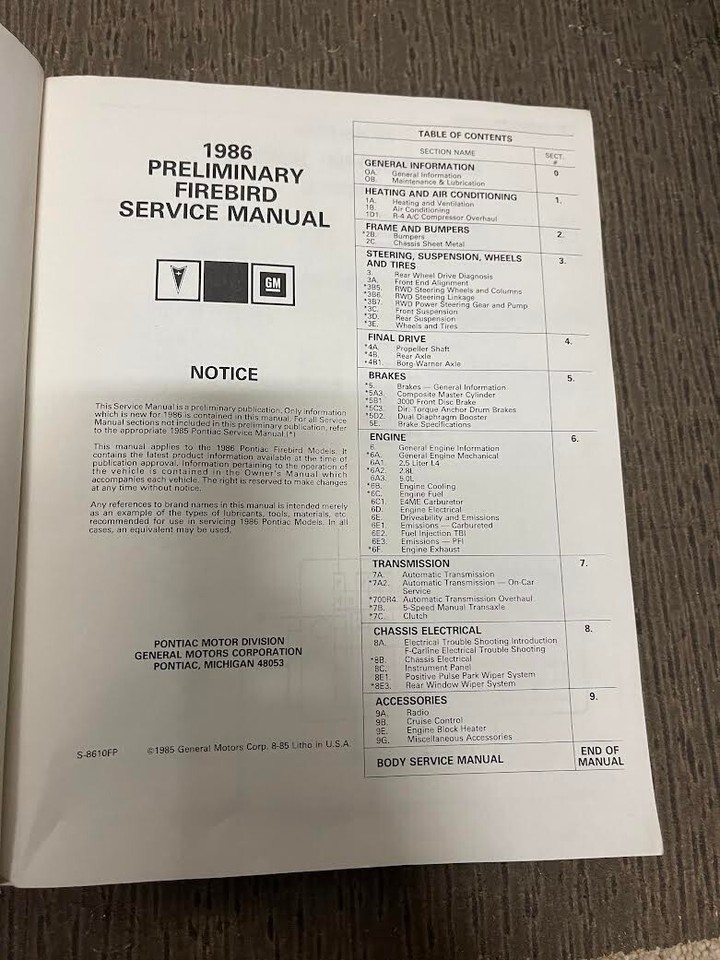 1986
PRELIMINARY
FIREBIRD
SERVICE MANUAL
GM
NOTICE
This Service Manual is a preliminary publication. Only information
which is new for 1986 is contained in this manual. For all Service
Manual sections not included in this preliminary publication, refer
to the appropriate 1985 Pontiac Service Manual.(*)
This manual applies to the 1986 Pontiac Firebird Models. It
contains the latest product information available at the time of
publication approval. Information pertaining to the operation of
the vehicle is contained in the Owner's Manual which
accompanies each vehicle. The right is reserved to make changes
at any time without notice.
Any references to brand names in this manual is intended merely
as an example of the types of lubricants, tools, materials, etc.
recommended for use in servicing 1986 Pontiac Models. In all
cases, an equivalent may be used.
PONTIAC MOTOR DIVISION
GENERAL MOTORS CORPORATION
PONTIAC, MICHIGAN 48053
S-8610FP ©1985 General Motors Corp. 8-85 Litho in U.S.A.
TABLE OF CONTENTS
SECTION NAME SECT. #
GENERAL INFORMATION 0
0A. General Information
0B. Maintenance & Lubrication
HEATING AND AIR CONDITIONING 1.
1A. Heating and Ventilation
1B. Air Conditioning
1D1. R-4 A/C Compressor Overhaul
FRAME AND BUMPERS 2.
*2B. Bumpers
2C. Chassis Sheet Metal
STEERING, SUSPENSION, WHEELS 3.
AND TIRES
3. Rear Wheel Drive Diagnosis
3A. Front End Alignment
*3B5. RWD Steering Wheels and Columns
*3B6. RWD Steering Linkage
*3B7. RWD Power Steering Gear and Pump
*3C. Front Suspension
*3D. Rear Suspension
*3E. Wheels and Tires
FINAL DRIVE 4.
*4A. Propeller Shaft
*4B. Rear Axle
*4B1. Borg-Warner Axle
BRAKES 5.
*5. Brakes — General Information
*5A3. Composite Master Cylinder
*5B1. 3000 Front Disc Brake
*5C3. Dir. Torque Anchor Drum Brakes
*5D2. Dual Diaphragm Booster
5E. Brake Specifications
ENGINE 6.
6. General Engine Information
*6A. General Engine Mechanical
6A1. 2.5 Liter L4
*6A2. 2.8L
6A3. 5.0L
*6B. Engine Cooling
*6C. Engine Fuel
6C1. E4ME Carburetor
6D. Engine Electrical
6E. Driveability and Emissions
6E1. Emissions — Carbureted
6E2. Fuel Injection TBI
6E3. Emissions — PFI
*6F. Engine Exhaust
TRANSMISSION 7.
7A. Automatic Transmission
*7A2. Automatic Transmission — On-Car
Service
*700R4. Automatic Transmission Overhaul
*7B. 5-Speed Manual Transaxle
*7C. Clutch
CHASSIS ELECTRICAL 8.
8A. Electrical Trouble Shooting Introduction
F-Carline Electrical Trouble Shooting
*8B. Chassis Electrical
8C. Instrument Panel
8E1. Positive Pulse Park Wiper System
*8E3. Rear Window Wiper System
ACCESSORIES 9.
9A. Radio
9B. Cruise Control
9E. Engine Block Heater
9G. Miscellaneous Accessories
BODY SERVICE MANUAL END OF
MANUAL